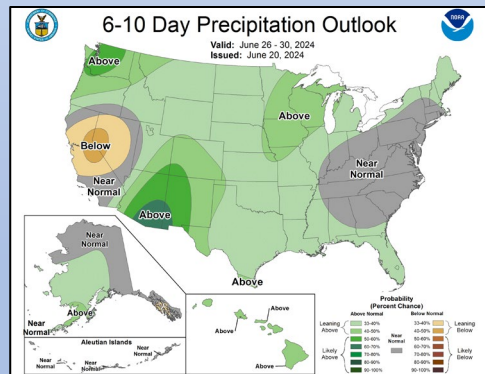 6-10 Day Precipitation Outlook
Valid: June 26 - 30, 2024
Issued: June 20, 2024
NOAA
Above
Above
Below
Near
Normal
Near
Normal
Above
Above
Near
Normal
Above
Near
Normal
Near
Normal
Aleutian Islands
Above
Above
Above
Probability
(Percent Chance)
Above Normal
Below Normal
Leaning
Above
33-40%
40-50%
Near
Normal
33-40%
40-50%
Leaning
Below
Likely
Above
50-60%
60-70%
70-80%
80-90%
90-100%
50-60%
60-70%
70-80%
80-90%
90-100%
Likely
Below